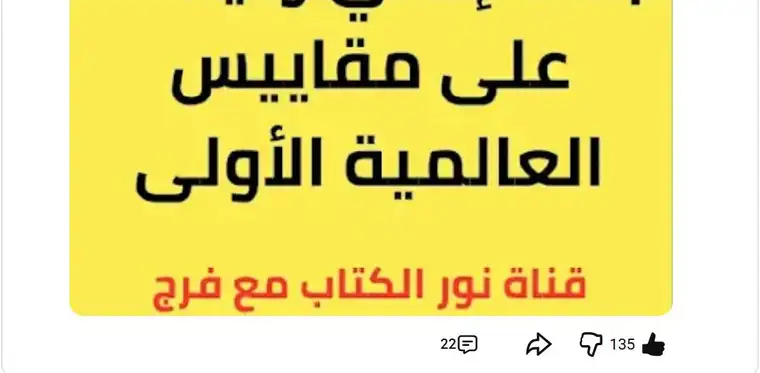 على مقاييس
العالمية الأولى
قناة نور الكتاب مع فرج
135 22